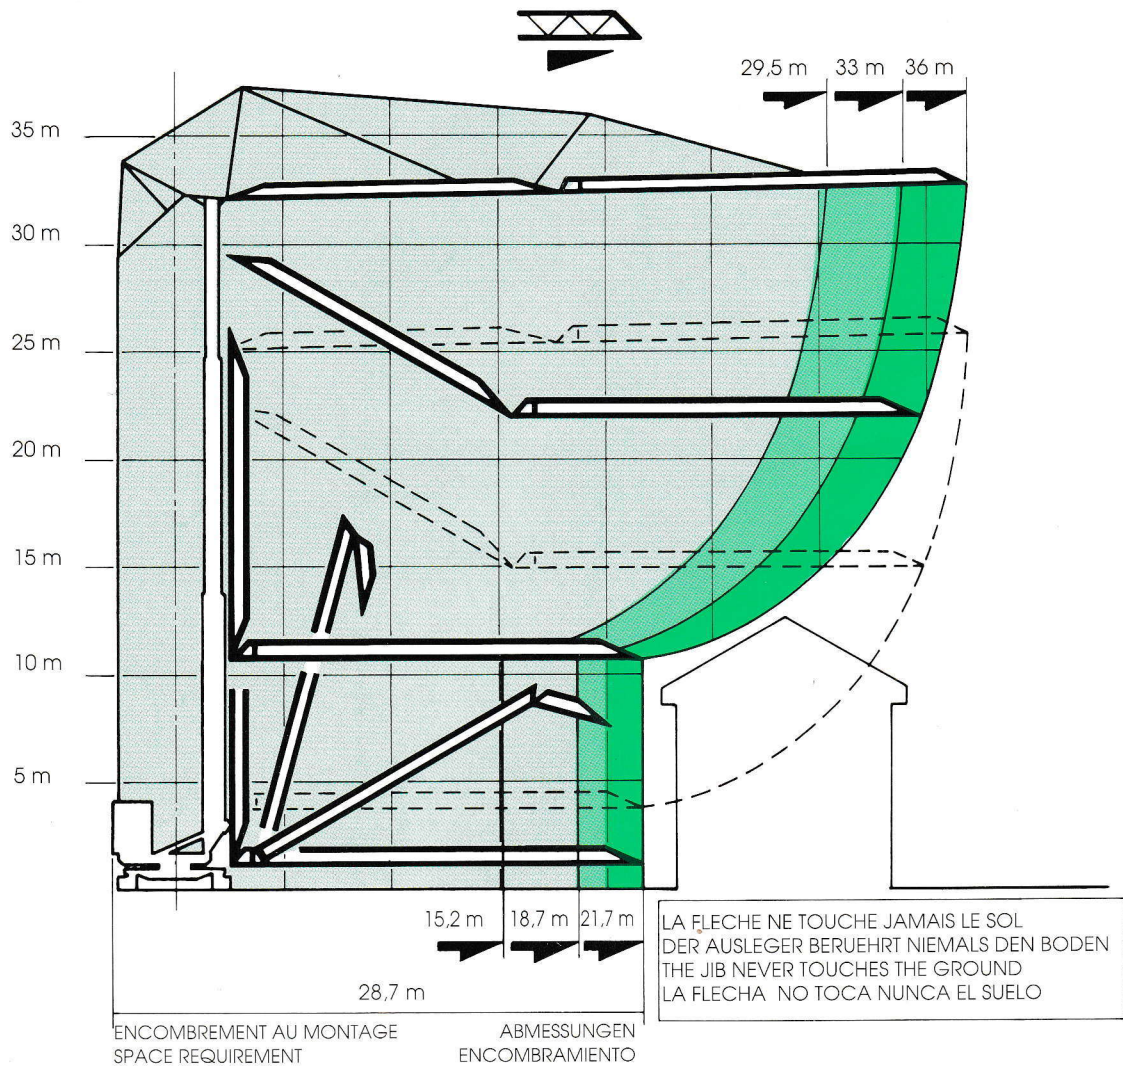 29,5 m 33 m 36 m
35 m
30 m
25 m
20 m
15 m
10 m
5 m
15,2 m 18,7 m 21,7 m
28,7 m
LA FLECHE NE TOUCHE JAMAIS LE SOL
DER AUSLEGER BERUEHRT NIEMALS DEN BODEN
THE JIB NEVER TOUCHES THE GROUND
LA FLECHA NO TOCA NUNCA EL SUELO
ENCOMBREMENT AU MONTAGE ABMESSUNGEN
SPACE REQUIREMENT ENCOMBRAMIENTO